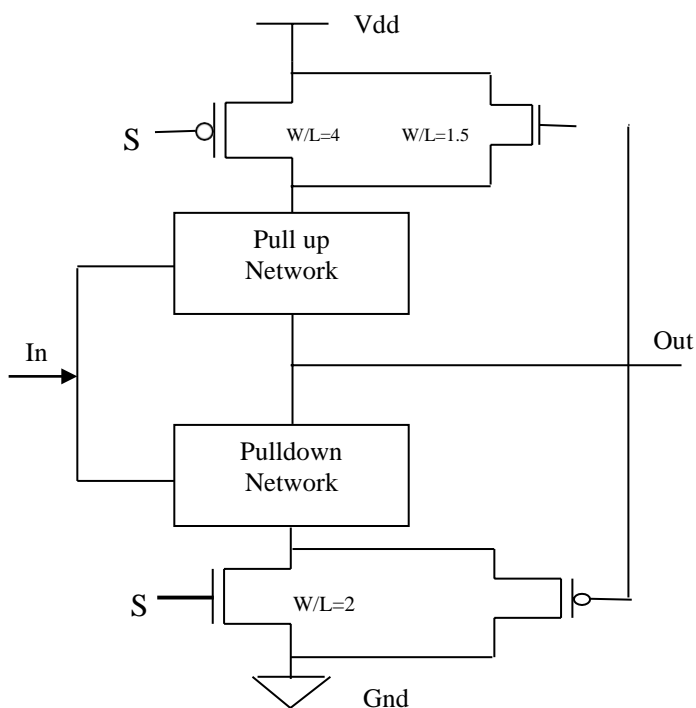 Vdd
S
W/L=4
W/L=1.5
Pull up
Network
In
Out
Pulldown
Network
S
W/L=2
Gnd